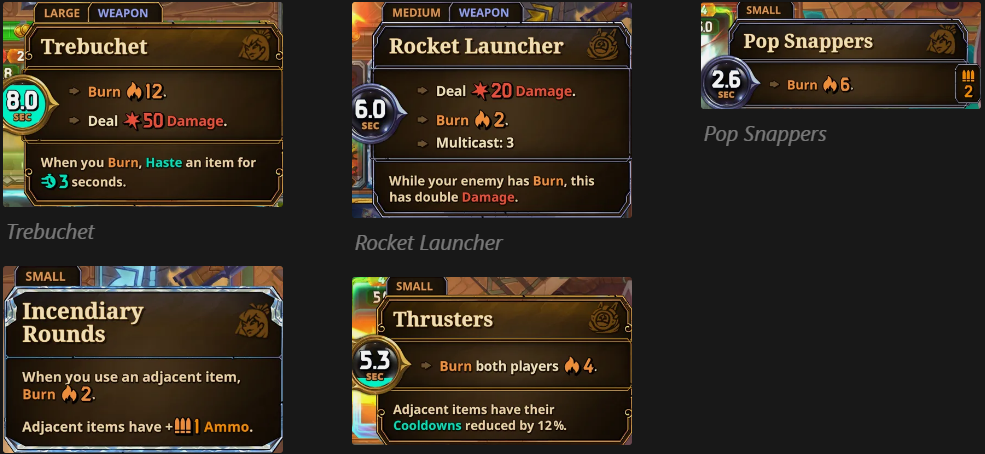 LARGE WEAPON
Trebuchet
8.0
SEC
Burn 12.
Deal 50 Damage.
When you Burn, Haste an item for
3 seconds.
Trebuchet
MEDIUM WEAPON
Rocket Launcher
6.0
SEC
Deal 20 Damage.
Burn 2.
Multicast: 3
While your enemy has Burn, this
has double Damage.
Rocket Launcher
SMALL
Pop Snappers
2.6
SEC
Burn 6.
2
Pop Snappers
SMALL
Incendiary
Rounds
When you use an adjacent item,
Burn 2.
Adjacent items have +1 Ammo.
SMALL
Thrusters
5.3
SEC
Burn both players 4.
Adjacent items have their
Cooldowns reduced by 12%.